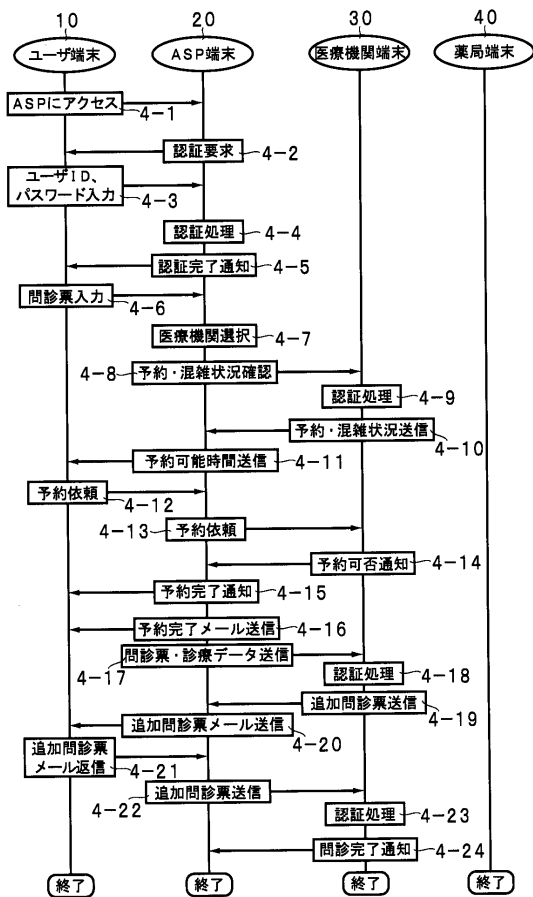 10 20 30 40
ユーザ端末 ASP端末 医療機関端末 薬局端末
ASPにアクセス 4-1
認証要求 4-2
ユーザID、
パスワード入力 4-3
認証処理 4-4
認証完了通知 4-5
問診票入力 4-6
医療機関選択 4-7
4-8 予約・混雑状況確認
認証処理 4-9
予約・混雑状況送信 4-10
予約可能時間送信 4-11
予約依頼 4-12
4-13 予約依頼
予約可否通知 4-14
予約完了通知 4-15
予約完了メール送信 4-16
4-17 問診票・診療データ送信
認証処理 4-18
追加問診票送信 4-19
追加問診票メール送信 4-20
追加問診票
メール返信 4-21
4-22 追加問診票送信
認証処理 4-23
問診完了通知 4-24
終了 終了 終了 終了